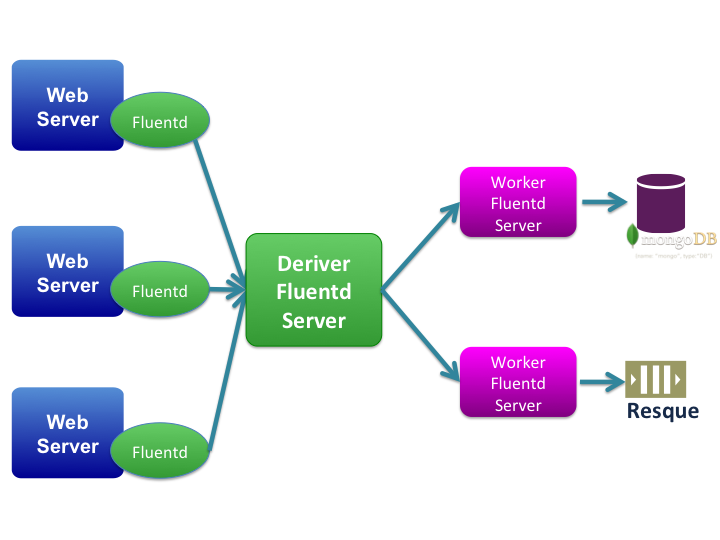 Web
Server
Fluentd
Web
Server
Fluentd
Web
Server
Fluentd
Deriver
Fluentd
Server
Worker
Fluentd
Server
mongoDB
{name: "mongo", type:"DB"}
Worker
Fluentd
Server
Resque